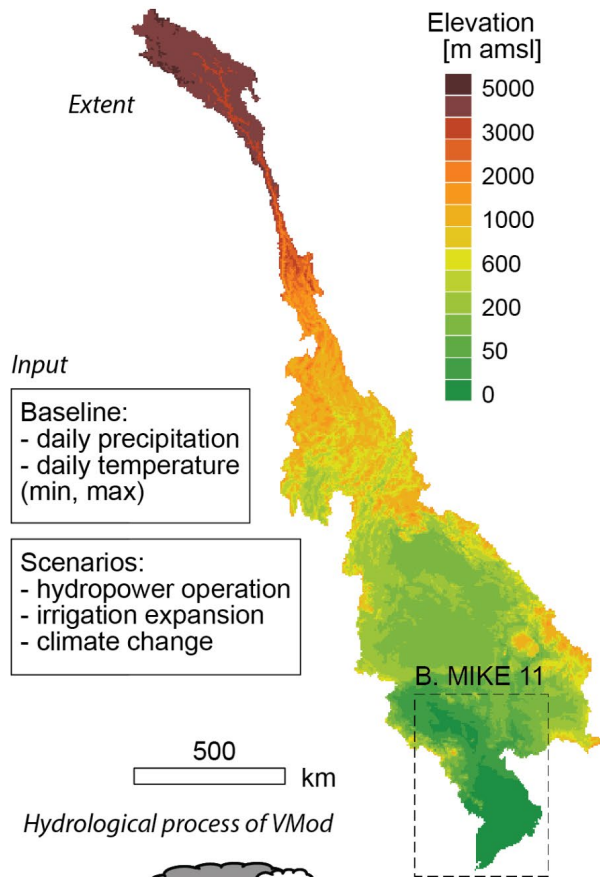 Elevation
[m amsl]
5000
3000
2000
1000
600
200
50
0
Extent
Input
Baseline:
- daily precipitation
- daily temperature
(min, max)
Scenarios:
- hydropower operation
- irrigation expansion
- climate change
B. MIKE 11
500
km
Hydrological process of VMod